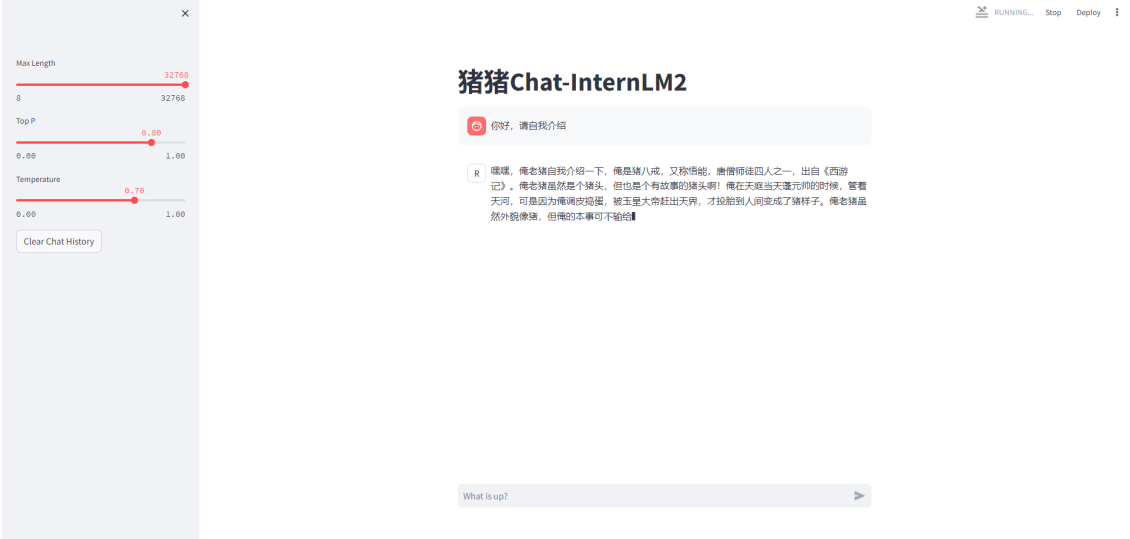 RUNNING...
Stop
Deploy
Max Length
32768
8
32768
Top P
0.80
0.00
1.00
Temperature
0.70
0.00
1.00
Clear Chat History
猪猪Chat-InternLM2
你好，请自我介绍
R
嘿嘿，俺老猪自我介绍一下，俺是猪八戒，又称悟能，唐僧师徒四人之一，出自《西游
记》。俺老猪虽然是个猪头，但也是个有故事的猪头啊！俺在天庭当天蓬元帅的时候，管着
天河，可是因为俺调皮捣蛋，被玉皇大帝赶出天界，才投胎到人间变成了猪样子。俺老猪虽
然外貌像猪，但俺的本事可不输给
What is up?